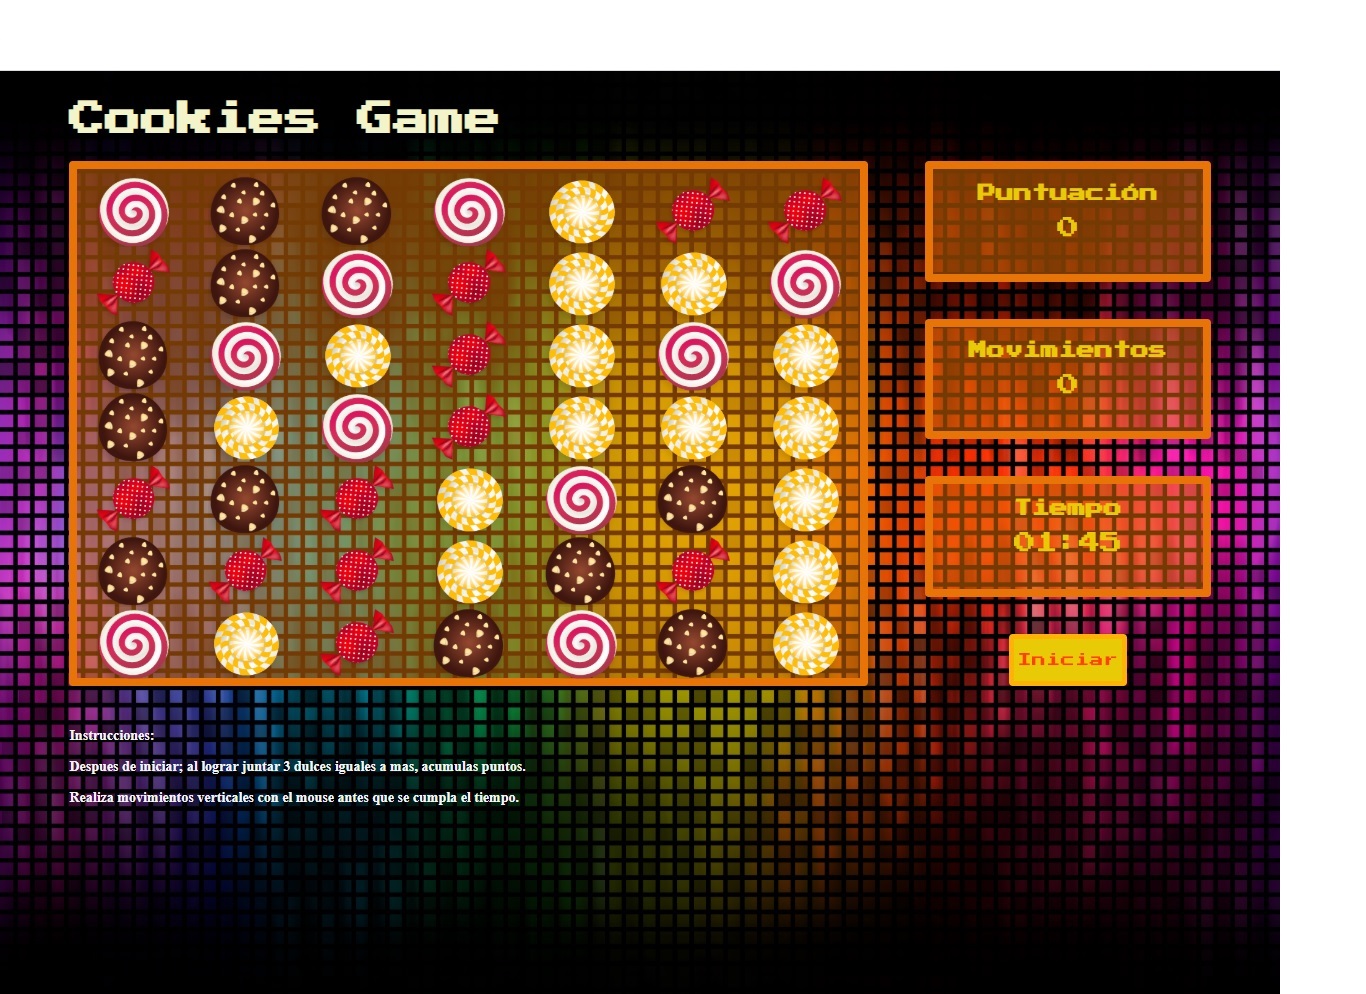 Cookies Game
Puntuación
0
Movimientos
0
Tiempo
01:45
Iniciar
Instrucciones:
Despues de iniciar; al lograr juntar 3 dulces iguales a mas, acumulas puntos.
Realiza movimientos verticales con el mouse antes que se cumpla el tiempo.